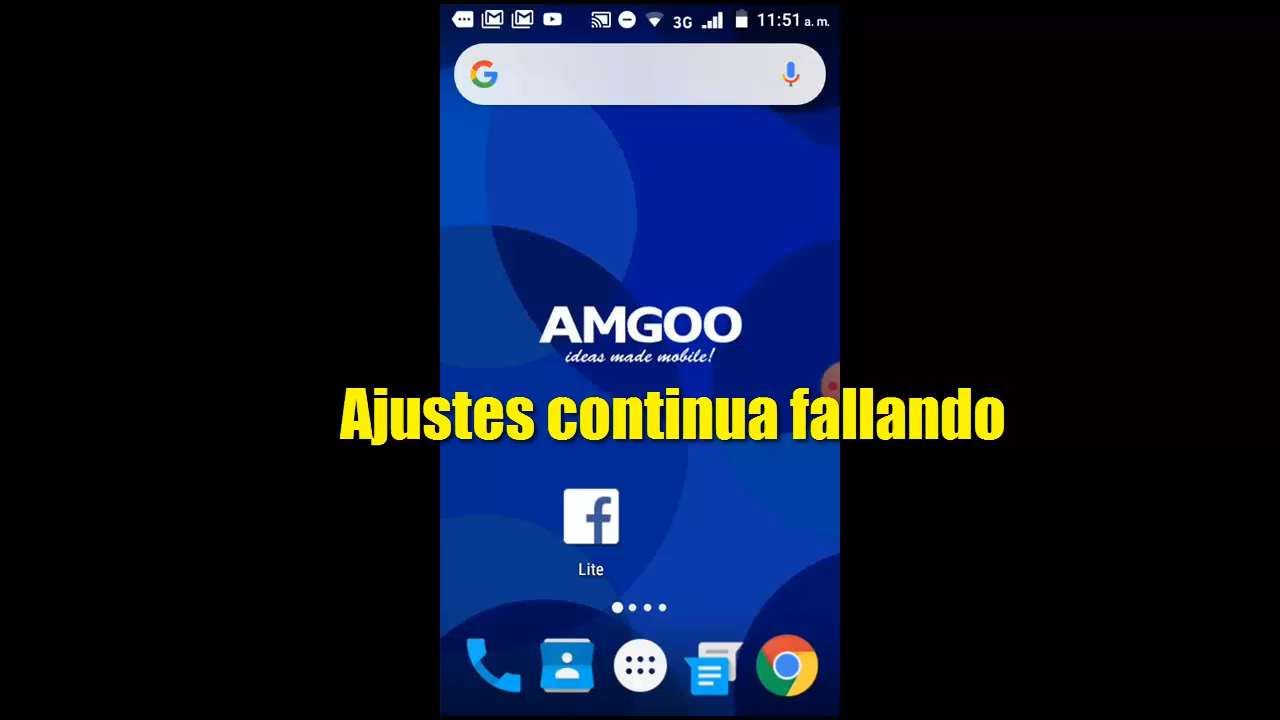 3G 11:51 a. m.
AMGOO
ideas made mobile!
Ajustes continua fallando
Lite